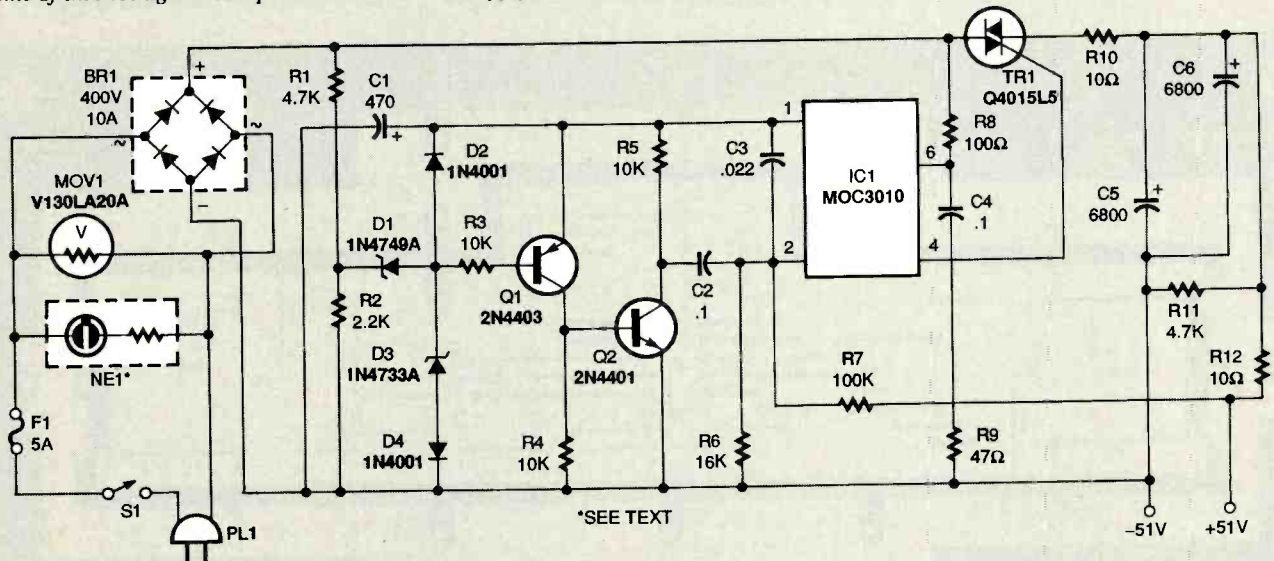 BR1
400V
10A
+
~
~
−
MOV1
V130LA20A
V
NE1*
F1
5A
S1
PL1
R1
4.7K
C1
470
+
D2
1N4001
D1
1N4749A
R2
2.2K
R3
10K
D3
1N4733A
D4
1N4001
Q1
2N4403
R4
10K
R5
10K
Q2
2N4401
C2
.1
C3
.022
R6
16K
R7
100K
1
2
IC1
MOC3010
6
4
R8
100Ω
C4
.1
R9
47Ω
TR1
Q4015L5
R10
10Ω
C6
6800
+
C5
6800
+
R11
4.7K
R12
10Ω
−51V
+51V
*SEE TEXT